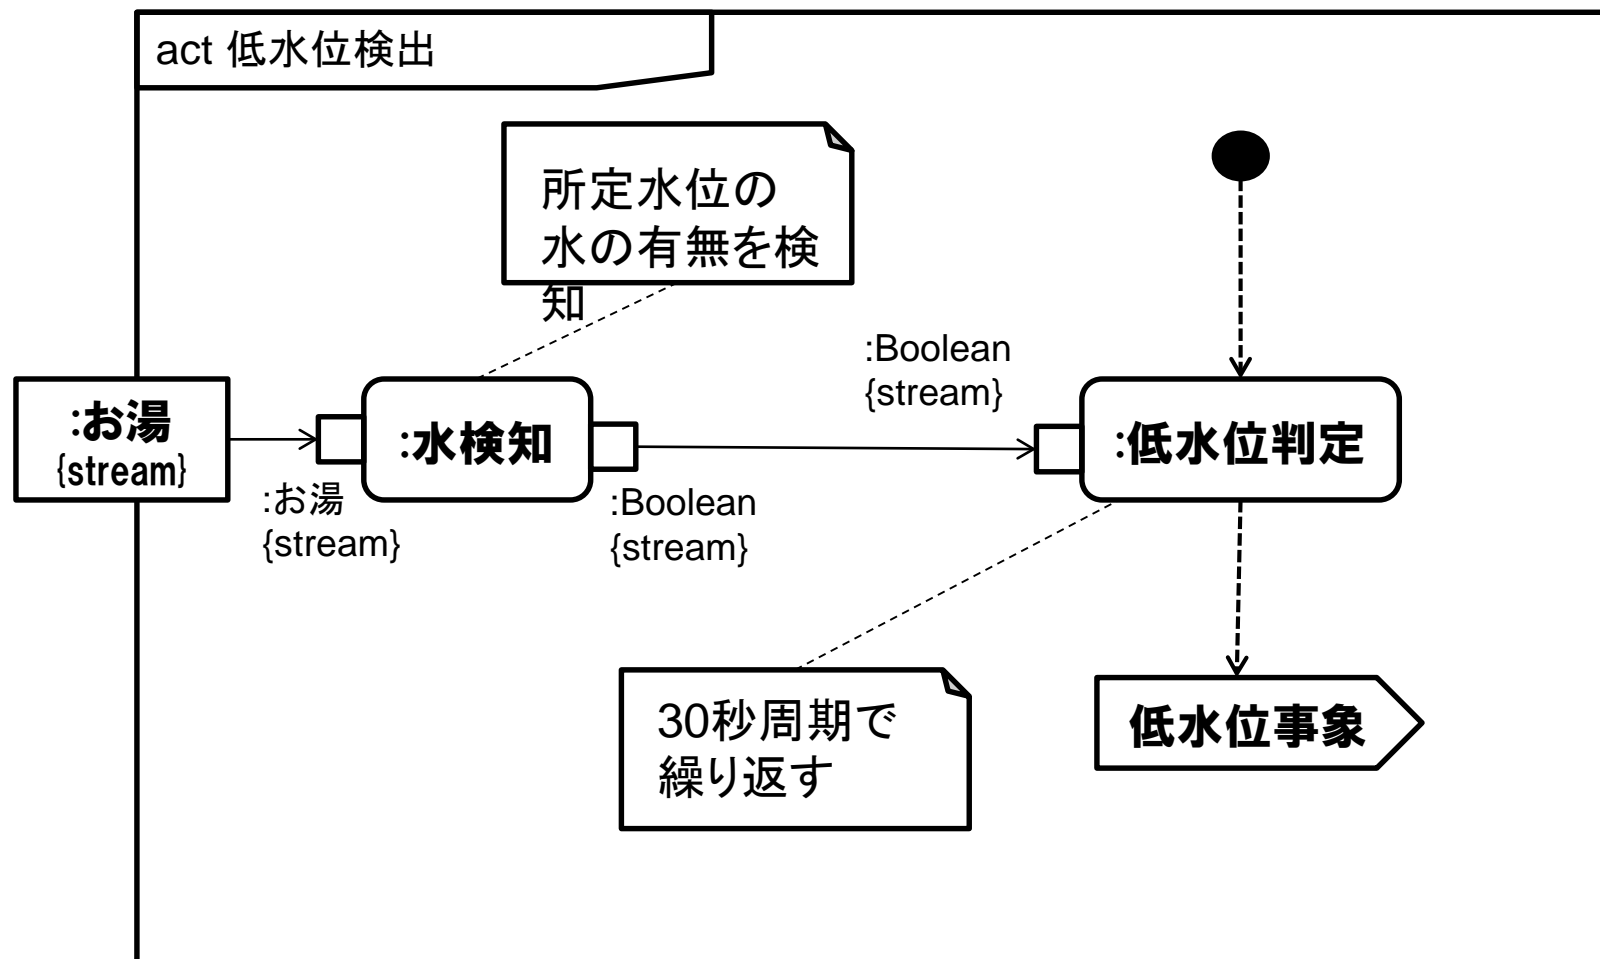 act 低水位検出
所定水位の
水の有無を検
知
:Boolean
{stream}
:お湯
{stream}
:水検知
:低水位判定
:お湯
{stream}
:Boolean
{stream}
30秒周期で
繰り返す
低水位事象